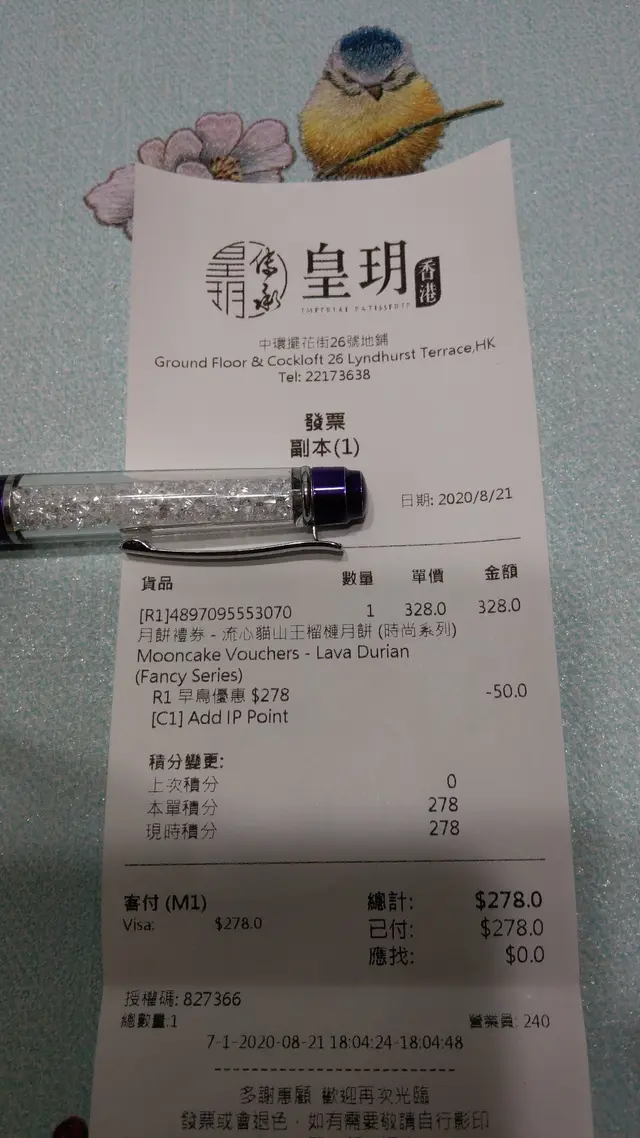 皇玥
傳承
皇玥
香港
IMPERIAL PATISSERIE
中環擺花街26號地鋪
Ground Floor & Cockloft 26 Lyndhurst Terrace,HK
Tel: 22173638
發票
副本(1)
日期: 2020/8/21
貨品 數量 單價 金額
[R1]4897095553070 1 328.0 328.0
月餅禮券 - 流心貓山王榴槤月餅 (時尚系列)
Mooncake Vouchers - Lava Durian
(Fancy Series)
R1 早鳥優惠 $278 -50.0
[C1] Add IP Point
積分變更:
上次積分 0
本單積分 278
現時積分 278
客付 (M1) 總計: $278.0
Visa: $278.0 已付: $278.0
應找: $0.0
授權碼: 827366
總數量:1 營業員: 240
7-1-2020-08-21 18:04:24-18:04:48
多謝惠顧 歡迎再次光臨
發票或會退色，如有需要敬請自行影印